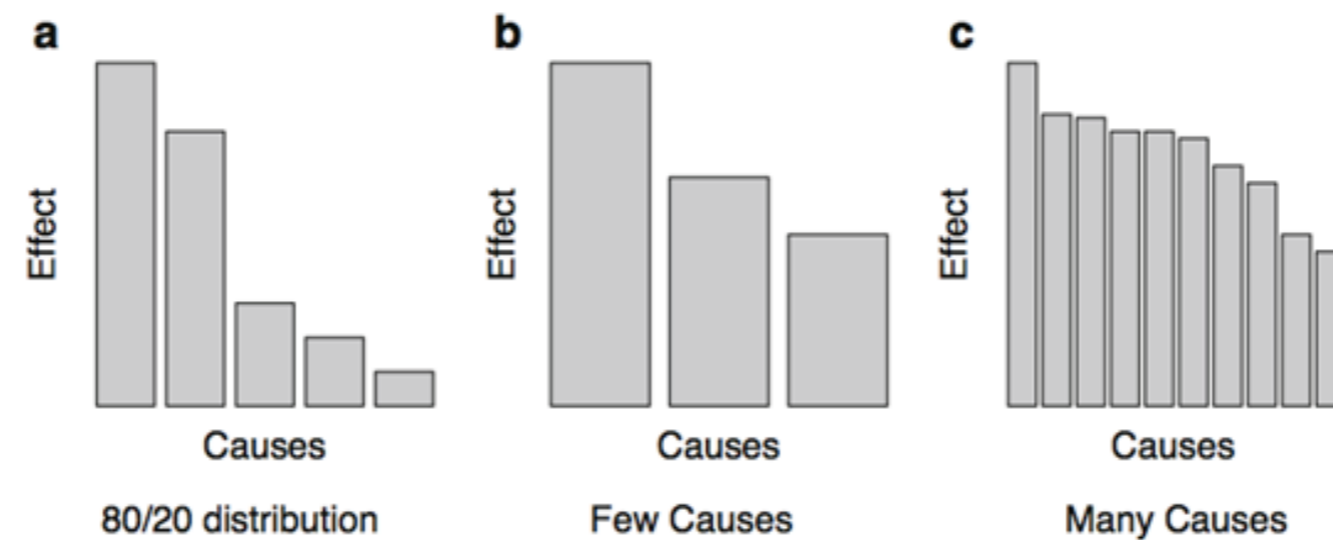 a
Effect
Causes
80/20 distribution
b
Effect
Causes
Few Causes
c
Effect
Causes
Many Causes